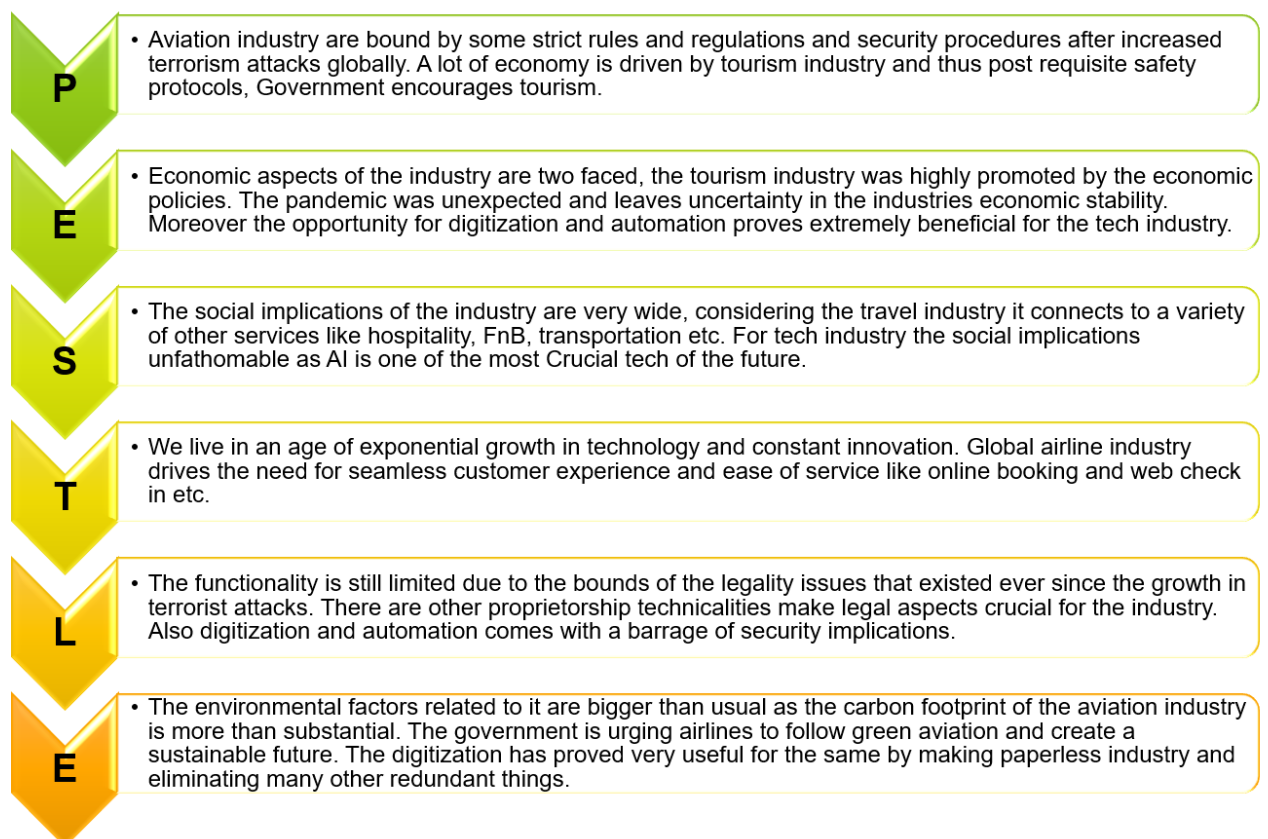 P
• Aviation industry are bound by some strict rules and regulations and security procedures after increased
terrorism attacks globally. A lot of economy is driven by tourism industry and thus post requisite safety
protocols, Government encourages tourism.
E
• Economic aspects of the industry are two faced, the tourism industry was highly promoted by the economic
policies. The pandemic was unexpected and leaves uncertainty in the industries economic stability.
Moreover the opportunity for digitization and automation proves extremely beneficial for the tech industry.
S
• The social implications of the industry are very wide, considering the travel industry it connects to a variety
of other services like hospitality, FnB, transportation etc. For tech industry the social implications
unfathomable as AI is one of the most Crucial tech of the future.
T
• We live in an age of exponential growth in technology and constant innovation. Global airline industry
drives the need for seamless customer experience and ease of service like online booking and web check
in etc.
L
• The functionality is still limited due to the bounds of the legality issues that existed ever since the growth in
terrorist attacks. There are other proprietorship technicalities make legal aspects crucial for the industry.
Also digitization and automation comes with a barrage of security implications.
E
• The environmental factors related to it are bigger than usual as the carbon footprint of the aviation industry
is more than substantial. The government is urging airlines to follow green aviation and create a
sustainable future. The digitization has proved very useful for the same by making paperless industry and
eliminating many other redundant things.